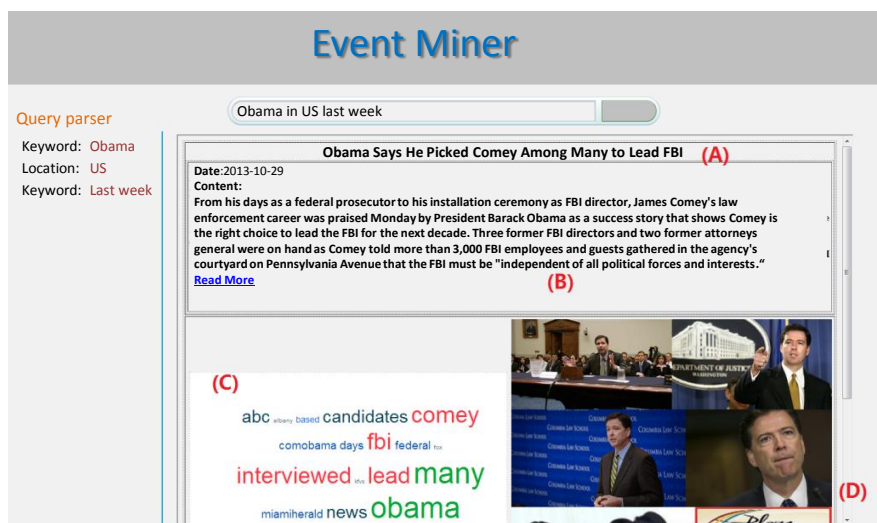 Event Miner
Obama in US last week
Query parser
Keyword: Obama
Location: US
Keyword: Last week
Obama Says He Picked Comey Among Many to Lead FBI (A)
Date:2013-10-29
Content:
From his days as a federal prosecutor to his installation ceremony as FBI director, James Comey's law
enforcement career was praised Monday by President Barack Obama as a success story that shows Comey is
the right choice to lead the FBI for the next decade. Three former FBI directors and two former attorneys
general were on hand as Comey told more than 3,000 FBI employees and guests gathered in the agency's
courtyard on Pennsylvania Avenue that the FBI must be "independent of all political forces and interests.“
Read More
(B)
(C)
abc albany based candidates comey
comobama days fbi federal fox
interviewed lead many
miamiherald news obama
DEPARTMENT OF JUSTICE
WASHINGTON
COLUMBIA LAW SCHOOL
(D)